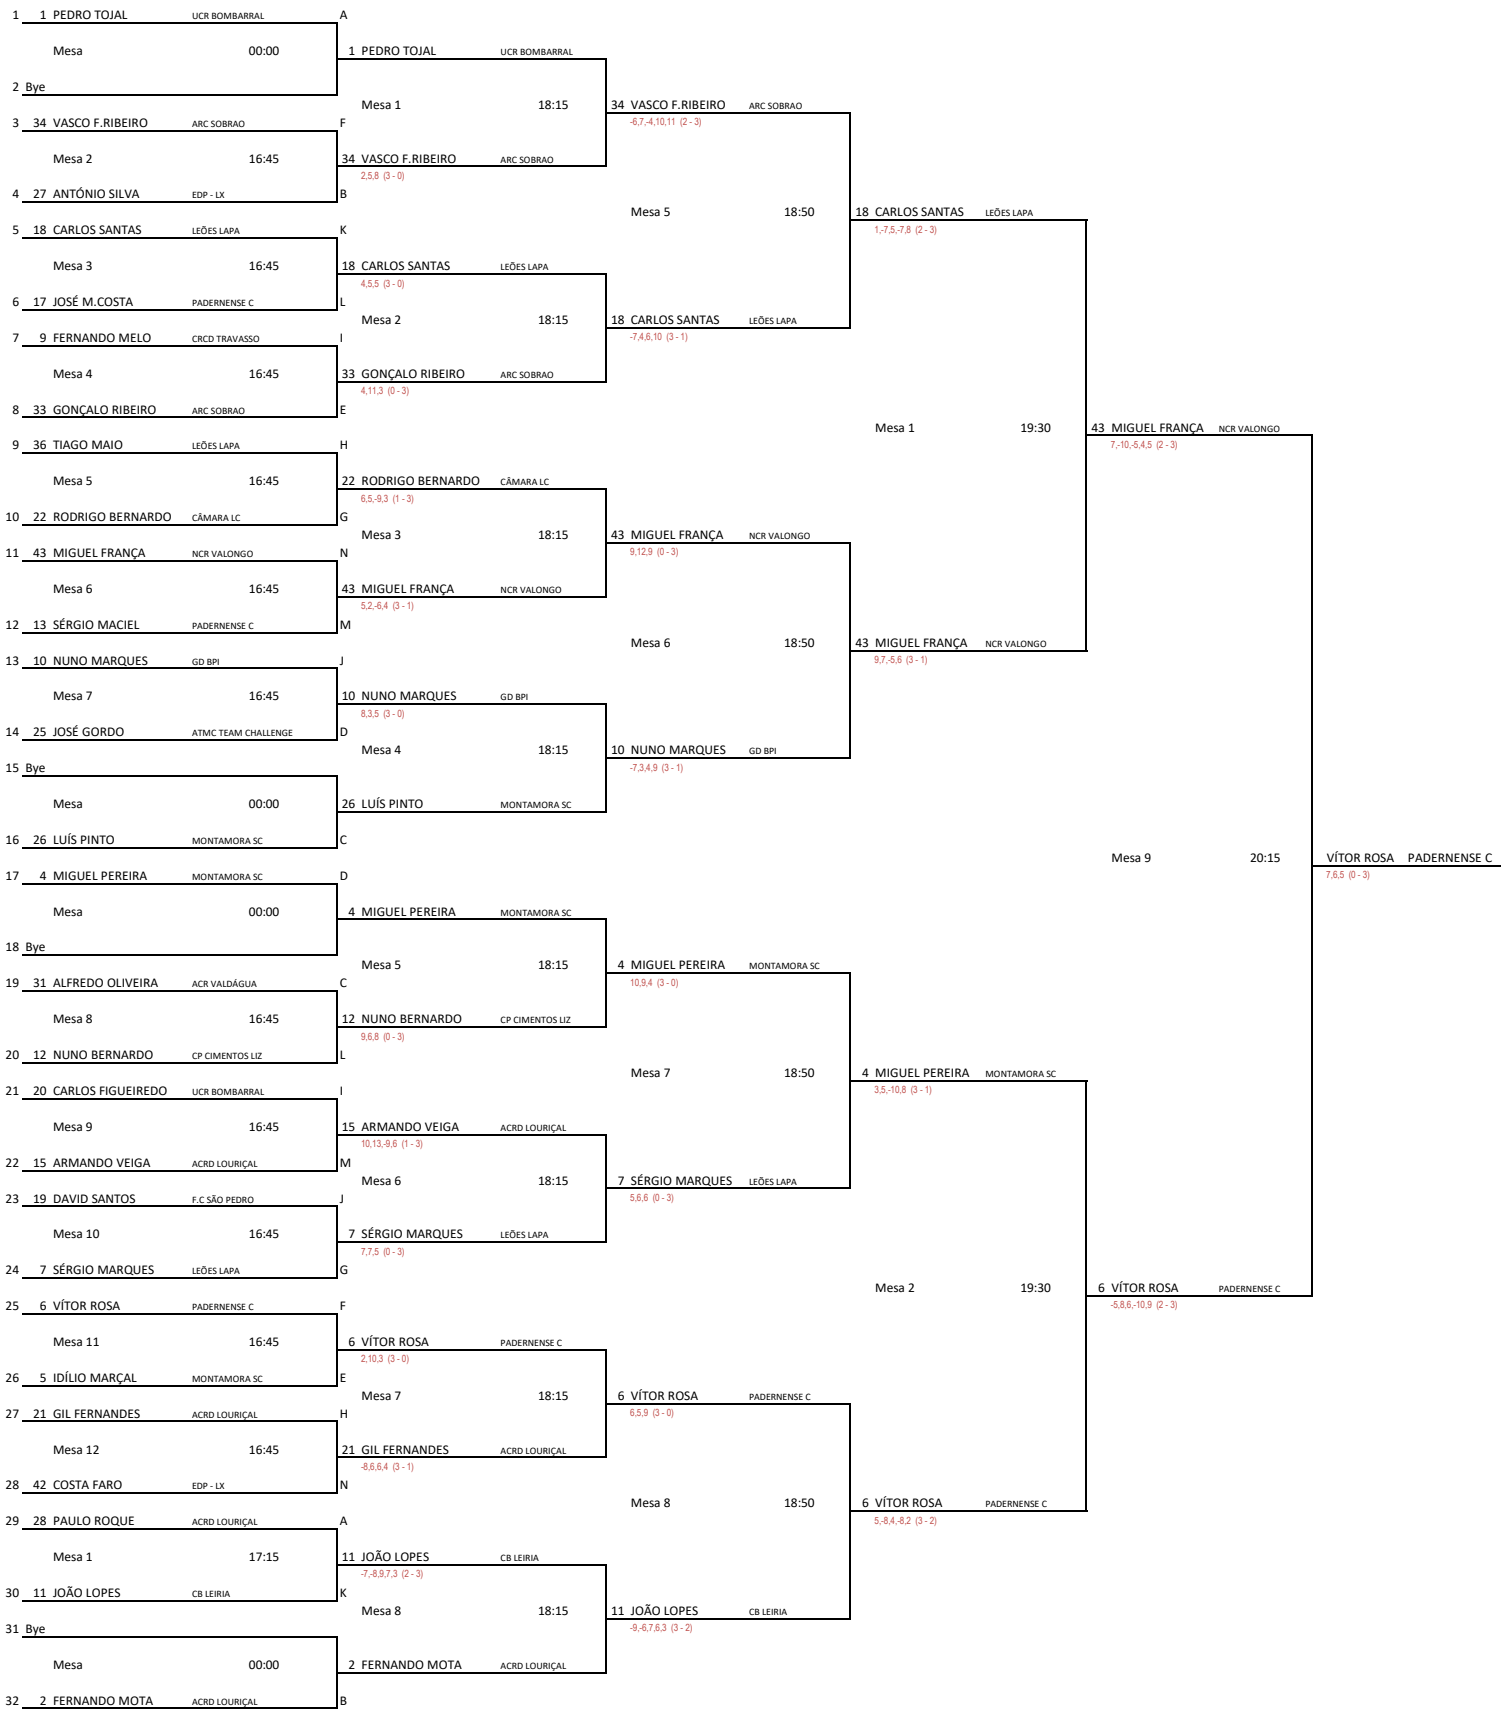 1 1 PEDRO TOJAL UCR BOMBARRAL A
Mesa 00:00
1 PEDRO TOJAL UCR BOMBARRAL
2 Bye
Mesa 1 18:15
34 VASCO F.RIBEIRO ARC SOBRAO
-6,7,-4,10,11 (2 - 3)
3 34 VASCO F.RIBEIRO ARC SOBRAO F
Mesa 2 16:45
34 VASCO F.RIBEIRO ARC SOBRAO
2,5,8 (3 - 0)
4 27 ANTÓNIO SILVA EDP - LX B
Mesa 5 18:50
18 CARLOS SANTAS LEÕES LAPA
1,-7,5,-7,8 (2 - 3)
5 18 CARLOS SANTAS LEÕES LAPA K
Mesa 3 16:45
18 CARLOS SANTAS LEÕES LAPA
4,5,5 (3 - 0)
6 17 JOSÉ M.COSTA PADERNENSE C L
Mesa 2 18:15
18 CARLOS SANTAS LEÕES LAPA
-7,4,6,10 (3 - 1)
7 9 FERNANDO MELO CRCD TRAVASSO I
Mesa 4 16:45
33 GONÇALO RIBEIRO ARC SOBRAO
4,11,3 (0 - 3)
8 33 GONÇALO RIBEIRO ARC SOBRAO E
Mesa 1 19:30
43 MIGUEL FRANÇA NCR VALONGO
7,-10,-5,4,5 (2 - 3)
9 36 TIAGO MAIO LEÕES LAPA H
Mesa 5 16:45
22 RODRIGO BERNARDO CÂMARA LC
6,5,-9,3 (1 - 3)
10 22 RODRIGO BERNARDO CÂMARA LC G
Mesa 3 18:15
43 MIGUEL FRANÇA NCR VALONGO
9,12,9 (0 - 3)
11 43 MIGUEL FRANÇA NCR VALONGO N
Mesa 6 16:45
43 MIGUEL FRANÇA NCR VALONGO
5,2,-6,4 (3 - 1)
12 13 SÉRGIO MACIEL PADERNENSE C M
Mesa 6 18:50
43 MIGUEL FRANÇA NCR VALONGO
9,7,-5,6 (3 - 1)
13 10 NUNO MARQUES GD BPI J
Mesa 7 16:45
10 NUNO MARQUES GD BPI
8,3,5 (3 - 0)
14 25 JOSÉ GORDO ATMC TEAM CHALLENGE D
Mesa 4 18:15
10 NUNO MARQUES GD BPI
-7,3,4,9 (3 - 1)
15 Bye
Mesa 00:00
26 LUÍS PINTO MONTAMORA SC
16 26 LUÍS PINTO MONTAMORA SC C
Mesa 9 20:15
VÍTOR ROSA PADERNENSE C
7,6,5 (0 - 3)
17 4 MIGUEL PEREIRA MONTAMORA SC D
Mesa 00:00
4 MIGUEL PEREIRA MONTAMORA SC
18 Bye
Mesa 5 18:15
4 MIGUEL PEREIRA MONTAMORA SC
10,9,4 (3 - 0)
19 31 ALFREDO OLIVEIRA ACR VALDÁGUA C
Mesa 8 16:45
12 NUNO BERNARDO CP CIMENTOS LIZ
9,6,8 (0 - 3)
20 12 NUNO BERNARDO CP CIMENTOS LIZ L
Mesa 7 18:50
4 MIGUEL PEREIRA MONTAMORA SC
3,5,-10,8 (3 - 1)
21 20 CARLOS FIGUEIREDO UCR BOMBARRAL I
Mesa 9 16:45
15 ARMANDO VEIGA ACRD LOURIÇAL
10,13,-9,6 (1 - 3)
22 15 ARMANDO VEIGA ACRD LOURIÇAL M
Mesa 6 18:15
7 SÉRGIO MARQUES LEÕES LAPA
5,6,6 (0 - 3)
23 19 DAVID SANTOS F.C SÃO PEDRO J
Mesa 10 16:45
7 SÉRGIO MARQUES LEÕES LAPA
7,7,5 (0 - 3)
24 7 SÉRGIO MARQUES LEÕES LAPA G
Mesa 2 19:30
6 VÍTOR ROSA PADERNENSE C
-5,8,6,-10,9 (2 - 3)
25 6 VÍTOR ROSA PADERNENSE C F
Mesa 11 16:45
6 VÍTOR ROSA PADERNENSE C
2,10,3 (3 - 0)
26 5 IDÍLIO MARÇAL MONTAMORA SC E
Mesa 7 18:15
6 VÍTOR ROSA PADERNENSE C
6,5,9 (3 - 0)
27 21 GIL FERNANDES ACRD LOURIÇAL H
Mesa 12 16:45
21 GIL FERNANDES ACRD LOURIÇAL
-8,6,6,4 (3 - 1)
28 42 COSTA FARO EDP - LX N
Mesa 8 18:50
6 VÍTOR ROSA PADERNENSE C
5,-8,4,-8,2 (3 - 2)
29 28 PAULO ROQUE ACRD LOURIÇAL A
Mesa 1 17:15
11 JOÃO LOPES CB LEIRIA
-7,-8,9,7,3 (2 - 3)
30 11 JOÃO LOPES CB LEIRIA K
Mesa 8 18:15
11 JOÃO LOPES CB LEIRIA
-9,-6,7,6,3 (3 - 2)
31 Bye
Mesa 00:00
2 FERNANDO MOTA ACRD LOURIÇAL
32 2 FERNANDO MOTA ACRD LOURIÇAL B